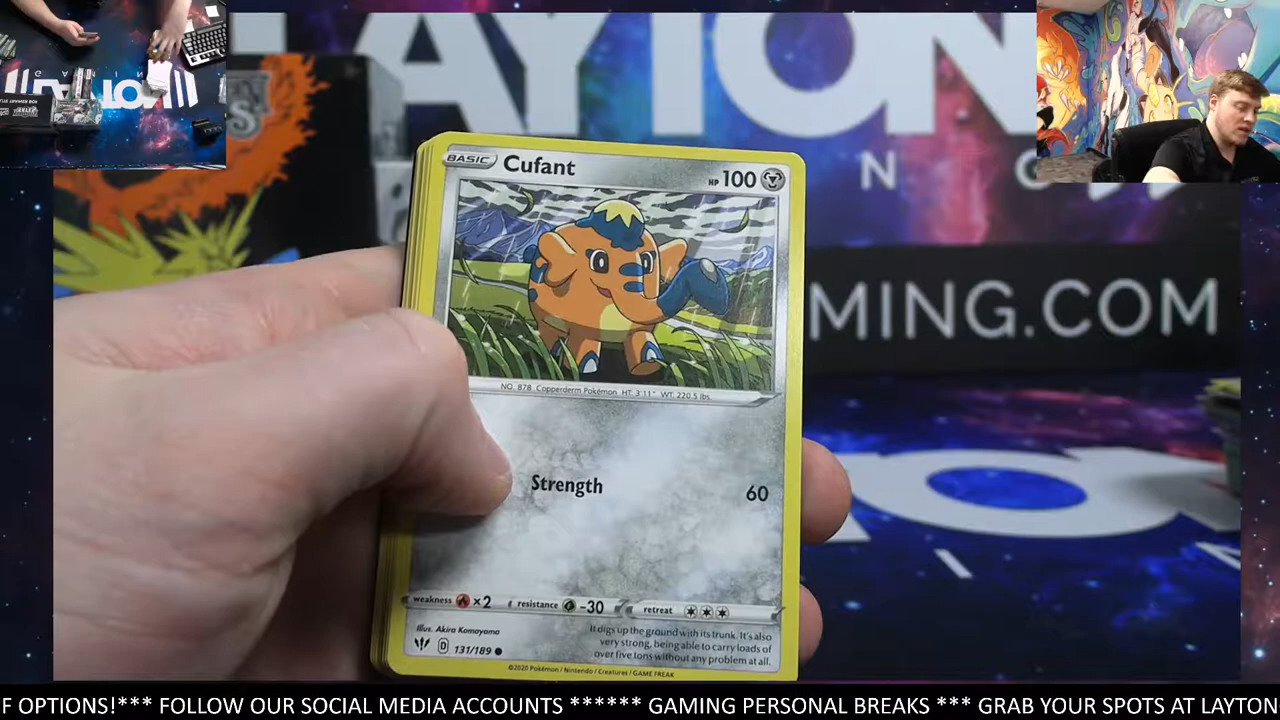 LAYTON
N G
MING.COM
BASIC Cufant HP 100
NO. 878 Copperderm Pokémon HT: 3'11" WT: 220.5 lbs.
Strength 60
weakness ×2 resistance -30 retreat
Illus. Akira Komayama
D 131/189
It digs up the ground with its trunk. It's also
very strong, being able to carry loads of
over five tons without any problem at all.
©2020 Pokémon / Nintendo / Creatures / GAME FREAK
F OPTIONS!*** FOLLOW OUR SOCIAL MEDIA ACCOUNTS ****** GAMING PERSONAL BREAKS *** GRAB YOUR SPOTS AT LAYTON